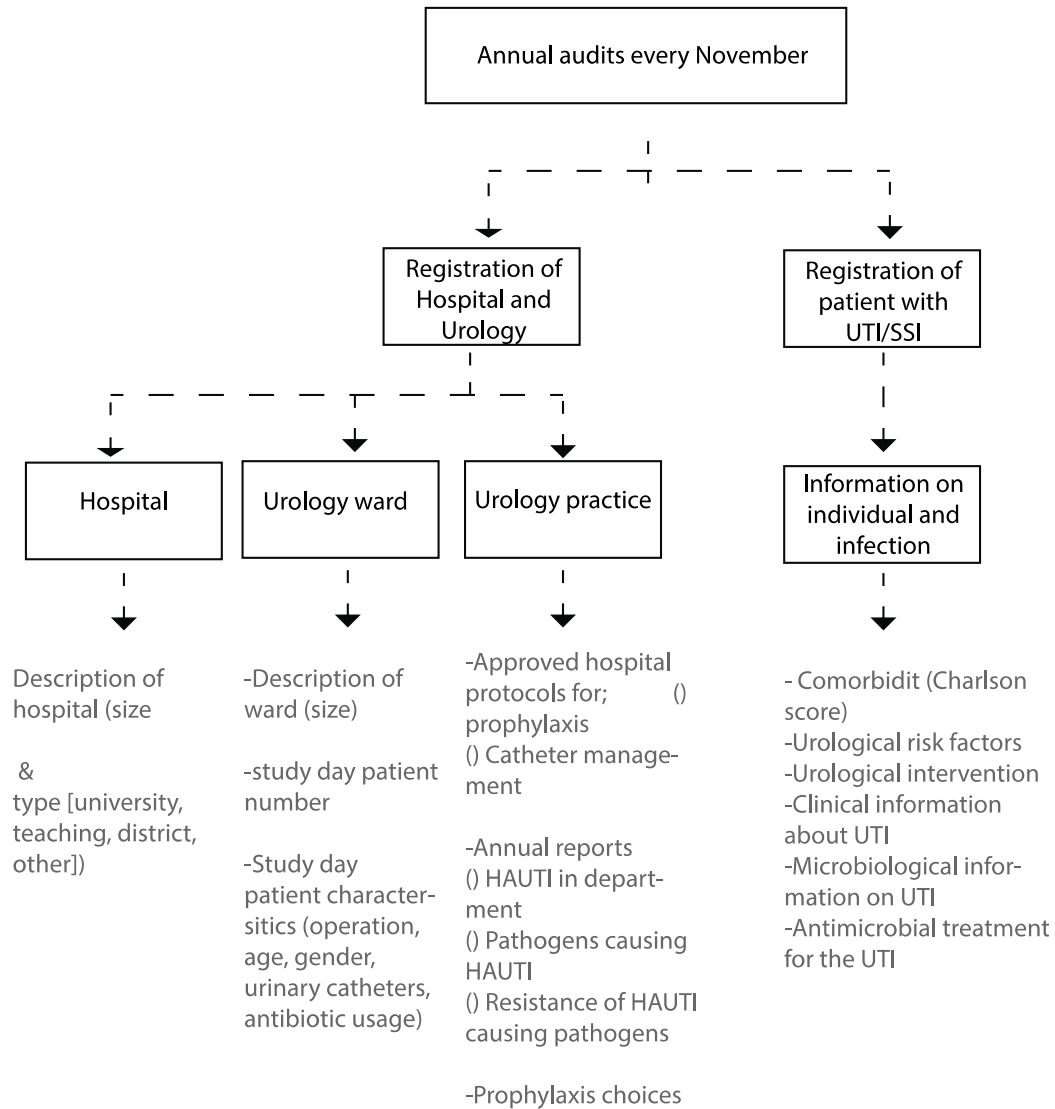 Annual audits every November
Registration of
Hospital and
Urology
Registration of
patient with
UTI/SSI
Hospital
Urology ward
Urology practice
Information on
individual and
infection
Description of
hospital (size
&
type [university,
teaching, district,
other])
-Description of
ward (size)
-study day patient
number
-Study day
patient character-
sitics (operation,
age, gender,
urinary catheters,
antibiotic usage)
-Approved hospital
protocols for; ()
prophylaxis
() Catheter manage-
ment
-Annual reports
() HAUTI in depart-
ment
() Pathogens causing
HAUTI
() Resistance of HAUTI
causing pathogens
-Prophylaxis choices
- Comorbidit (Charlson
score)
-Urological risk factors
-Urological intervention
-Clinical information
about UTI
-Microbiological infor-
mation on UTI
-Antimicrobial treatment
for the UTI